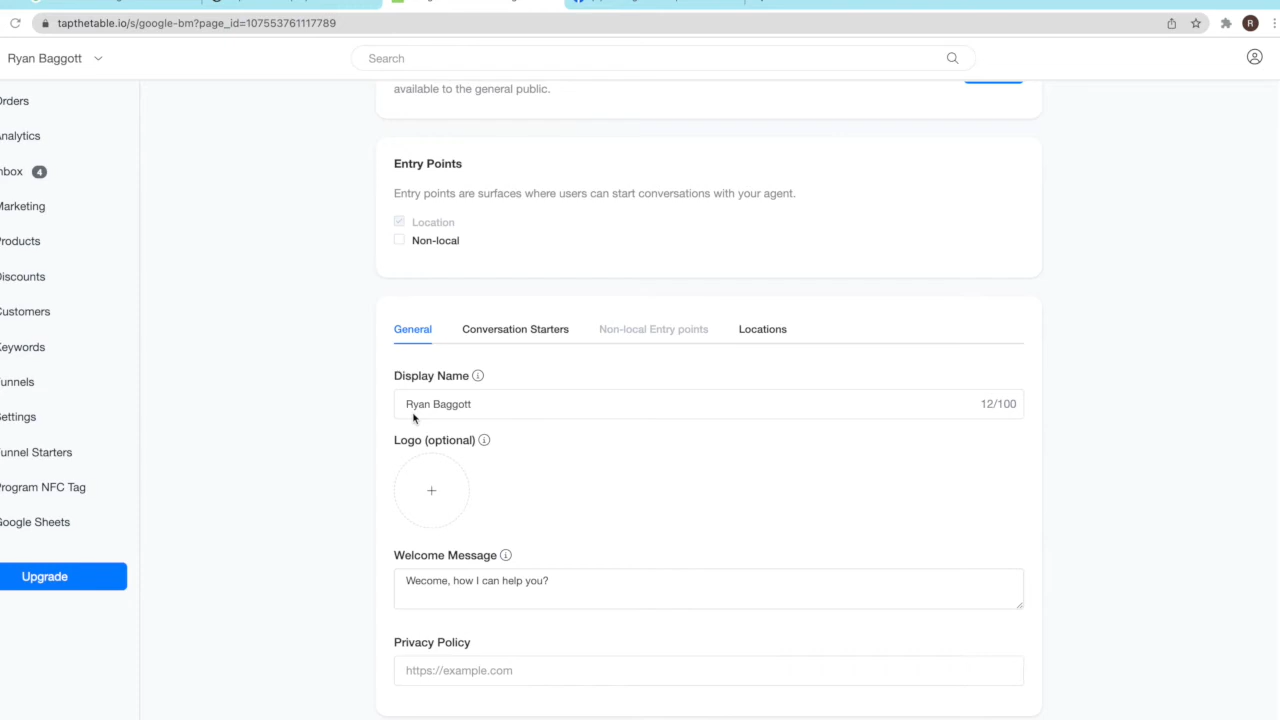 tapthetable.io/s/google-bm?page_id=107553761117789
R
Ryan Baggott
Search
Orders
Analytics
Inbox 4
Marketing
Products
Discounts
Customers
Keywords
Funnels
Settings
Funnel Starters
Program NFC Tag
Google Sheets
Upgrade
available to the general public.
Entry Points
Entry points are surfaces where users can start conversations with your agent.
Location
Non-local
General Conversation Starters Non-local Entry points Locations
Display Name
Ryan Baggott 12/100
Logo (optional)
+
Welcome Message
Wecome, how I can help you?
Privacy Policy
https://example.com